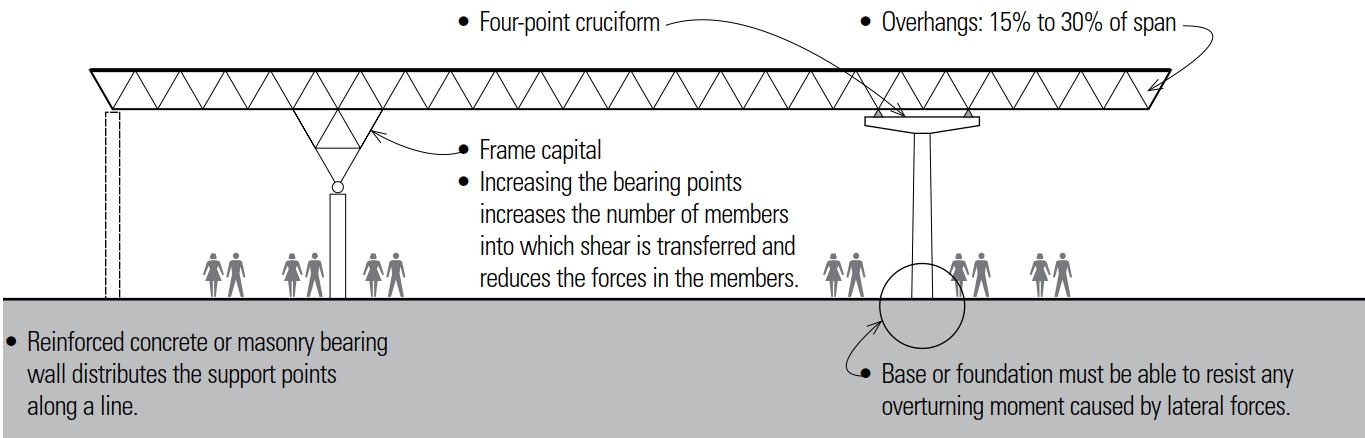 • Four-point cruciform
• Overhangs: 15% to 30% of span
• Frame capital
• Increasing the bearing points
increases the number of members
into which shear is transferred and
reduces the forces in the members.
• Reinforced concrete or masonry bearing
wall distributes the support points
along a line.
• Base or foundation must be able to resist any
overturning moment caused by lateral forces.